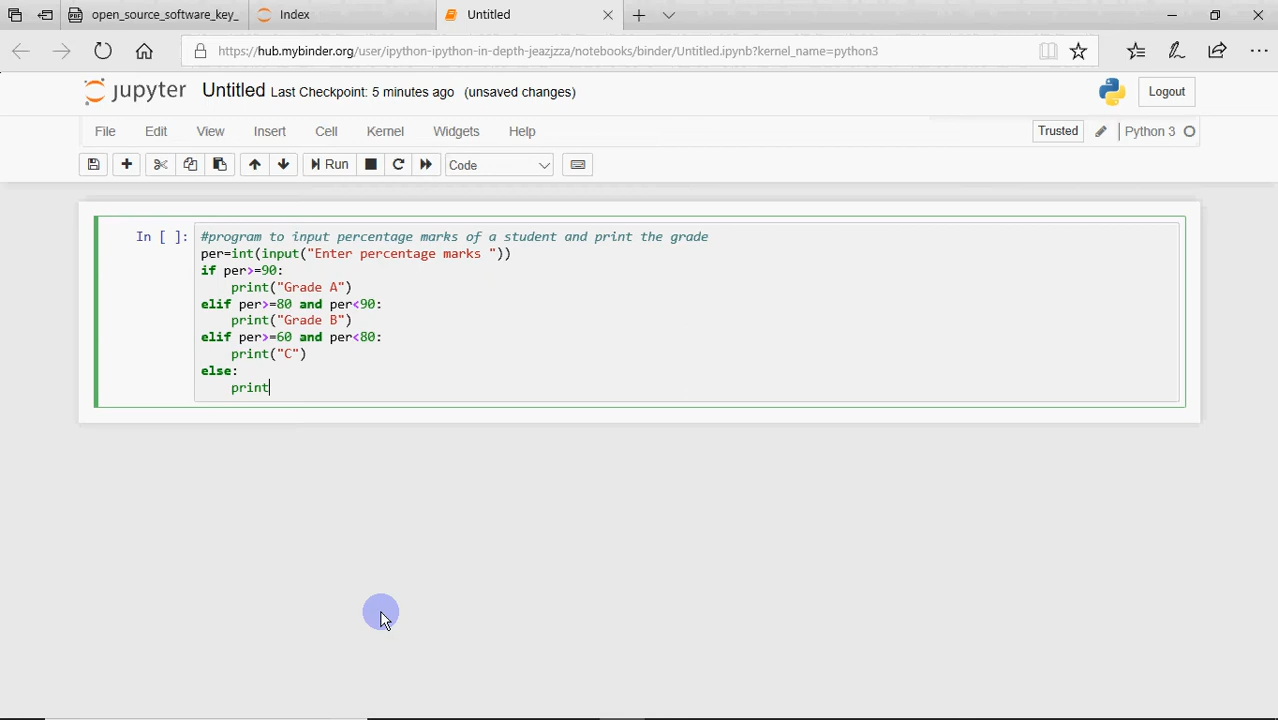 open_source_software_key_
Index
Untitled
https://hub.mybinder.org/user/ipython-ipython-in-depth-jeazjzza/notebooks/binder/Untitled.ipynb?kernel_name=python3
jupyter Untitled Last Checkpoint: 5 minutes ago (unsaved changes)
Logout
File Edit View Insert Cell Kernel Widgets Help
Trusted
Python 3
Run
Code
In [ ]:
#program to input percentage marks of a student and print the grade
per=int(input("Enter percentage marks "))
if per>=90:
    print("Grade A")
elif per>=80 and per<90:
    print("Grade B")
elif per>=60 and per<80:
    print("C")
else:
    print